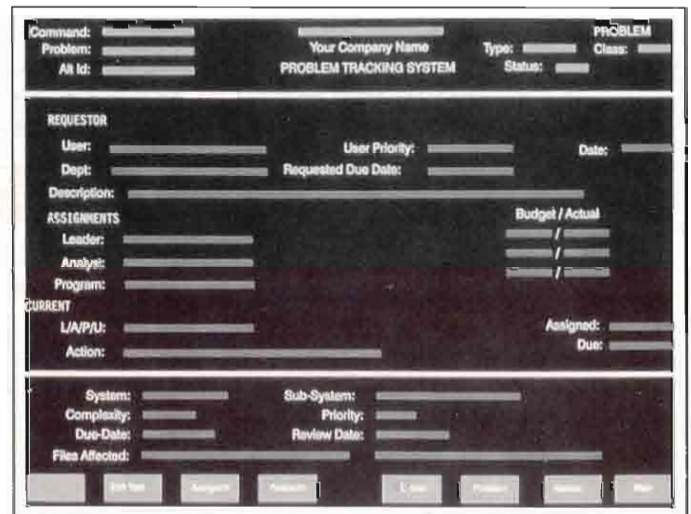 Command: PROBLEM
Problem: Your Company Name Type: Class:
Alt Id: PROBLEM TRACKING SYSTEM Status:
REQUESTOR
User: User Priority: Date:
Dept: Requested Due Date:
Description:
ASSIGNMENTS Budget / Actual
Leader: /
Analyst: /
Program: /
CURRENT
L/A/P/U: Assigned:
Action: Due:
System: Sub-System:
Complexity: Priority:
Due-Date: Review Date:
Files Affected: